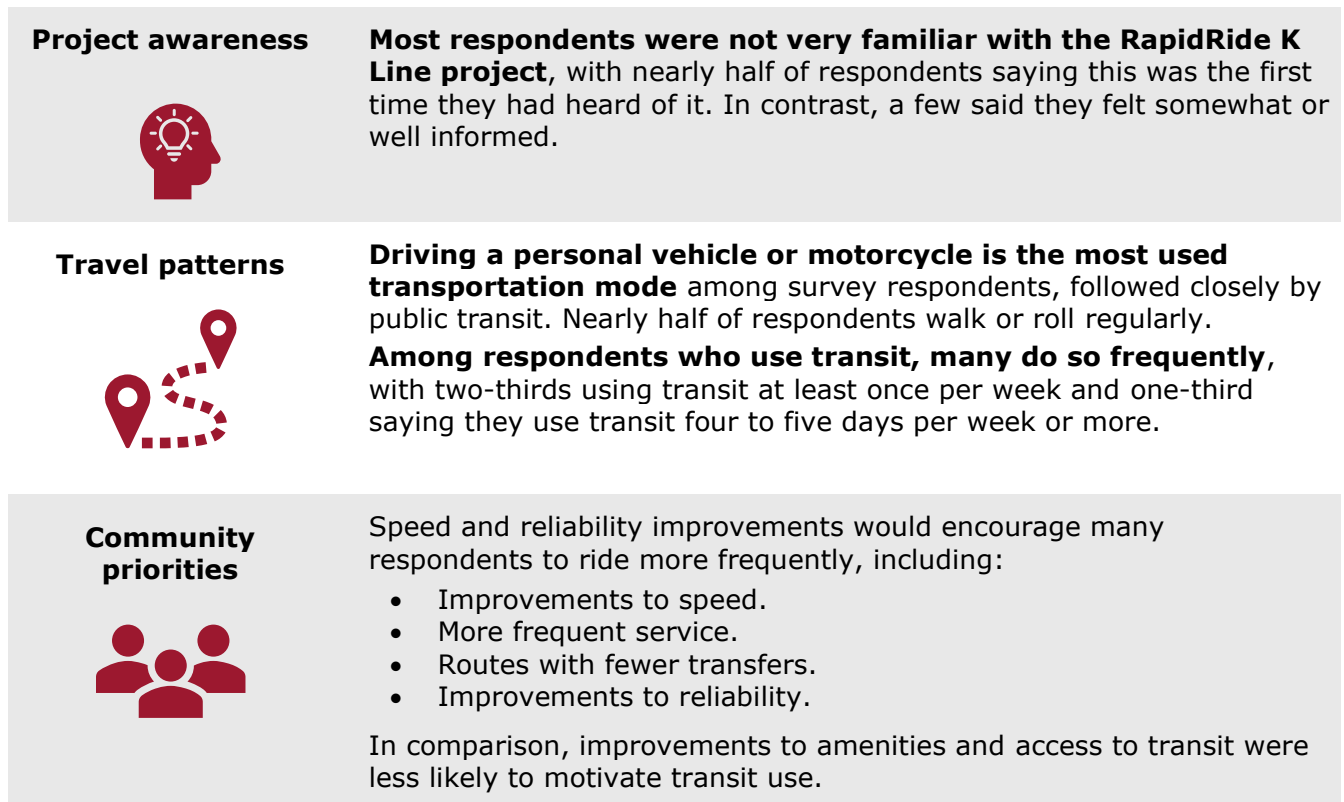 Project awareness
Most respondents were not very familiar with the RapidRide K
Line project, with nearly half of respondents saying this was the first
time they had heard of it. In contrast, a few said they felt somewhat or
well informed.
Travel patterns
Driving a personal vehicle or motorcycle is the most used
transportation mode among survey respondents, followed closely by
public transit. Nearly half of respondents walk or roll regularly.
Among respondents who use transit, many do so frequently,
with two-thirds using transit at least once per week and one-third
saying they use transit four to five days per week or more.
Community
priorities
Speed and reliability improvements would encourage many
respondents to ride more frequently, including:
• Improvements to speed.
• More frequent service.
• Routes with fewer transfers.
• Improvements to reliability.
In comparison, improvements to amenities and access to transit were
less likely to motivate transit use.